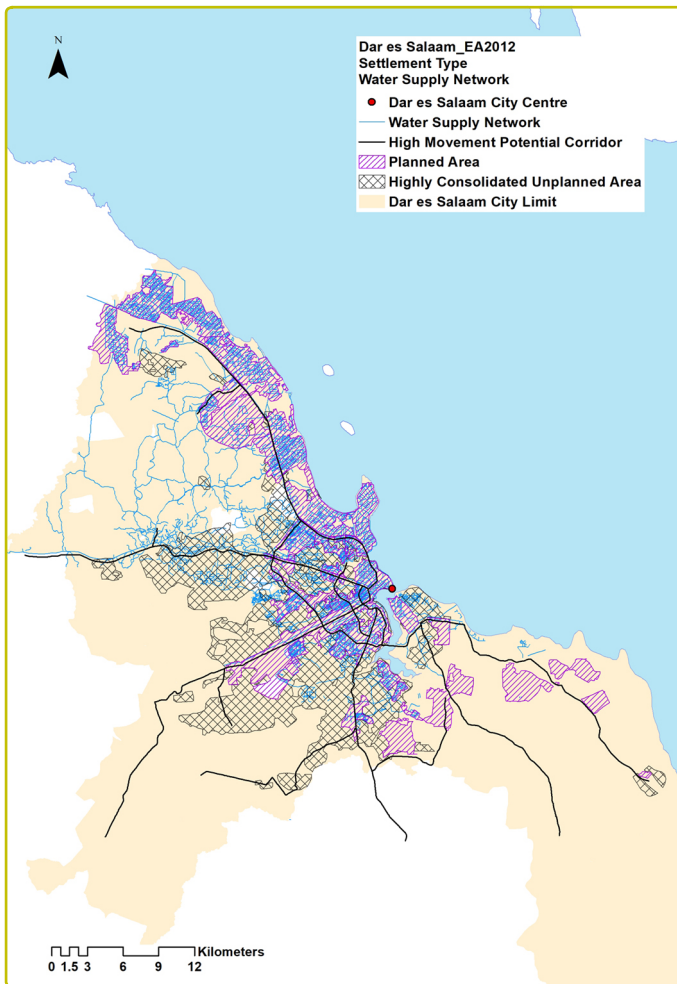 N
Dar es Salaam_EA2012
Settlement Type
Water Supply Network
Dar es Salaam City Centre
Water Supply Network
High Movement Potential Corridor
Planned Area
Highly Consolidated Unplanned Area
Dar es Salaam City Limit
Kilometers
0 1.5 3 6 9 12